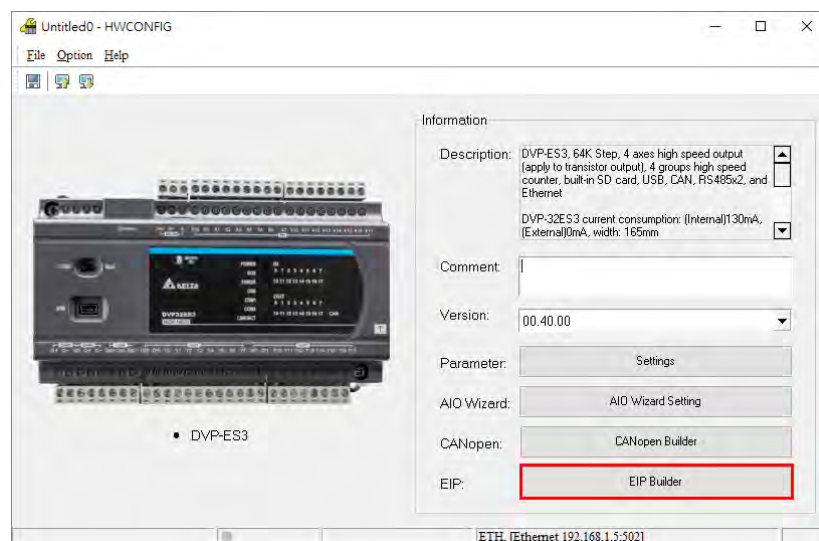 Untitled0 - HWCONFIG
File Option Help
Information
Description:
DVP-ES3, 64K Step, 4 axes high speed output
(apply to transistor output), 4 groups high speed
counter, built-in SD card, USB, CAN, RS485x2, and
Ethernet
DVP-32ES3 current consumption: (Internal)130mA,
(External)0mA, width: 165mm
Comment:
Version:
00.40.00
Parameter:
Settings
AIO Wizard:
AIO Wizard Setting
CANopen:
CANopen Builder
EIP:
EIP Builder
DELTA
DVP32ES3
• DVP-ES3
ETH, [Ethernet 192.168.1.5:502]